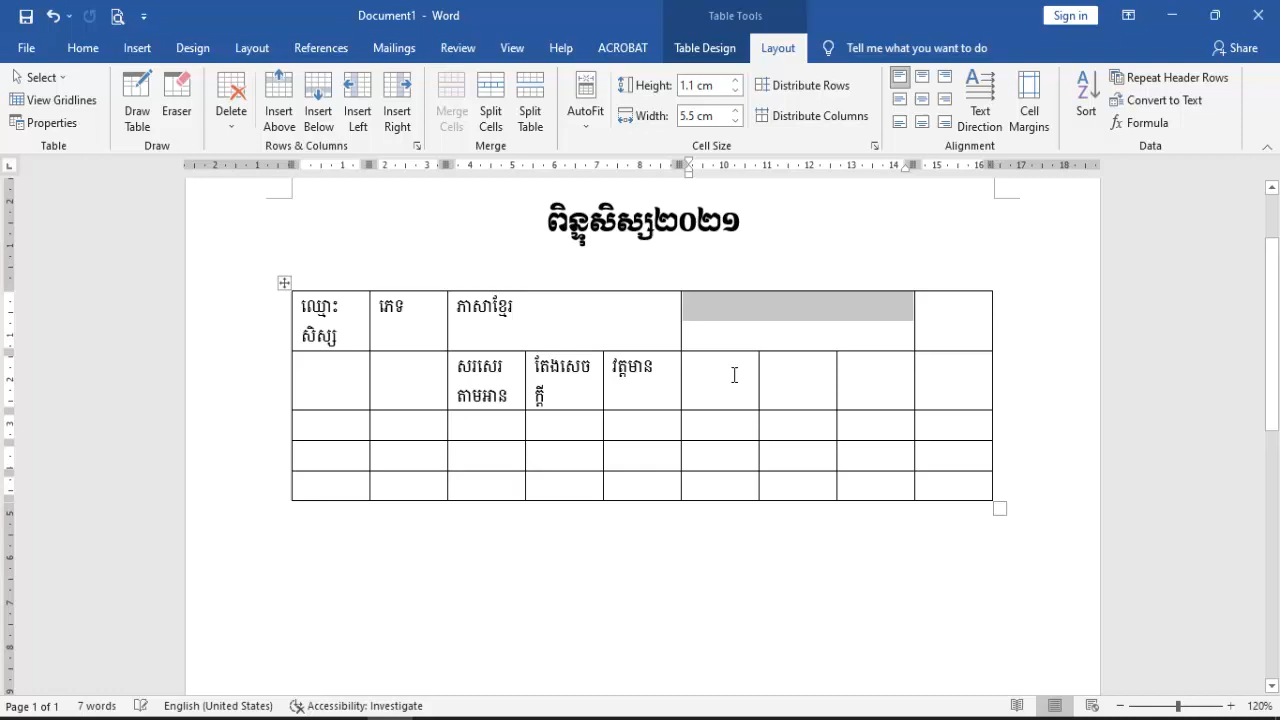 Document1 - Word
Table Tools
Sign in
File Home Insert Design Layout References Mailings Review View Help ACROBAT Table Design Layout Tell me what you want to do Share
Select
View Gridlines
Properties
Table
Draw Table
Eraser
Draw
Delete
Insert Above
Insert Below
Insert Left
Insert Right
Rows & Columns
Merge Cells
Split Cells
Split Table
Merge
AutoFit
Height: 1.1 cm
Width: 5.5 cm
Distribute Rows
Distribute Columns
Cell Size
Text Direction
Cell Margins
Alignment
Sort
Repeat Header Rows
Convert to Text
Formula
Data
ពិន្ទុសិស្ស២០២១
ឈ្មោះ ភេទ ភាសាខ្មែរ
សិស្ស
សរសេរ តែងសេច វត្តមាន
តាមអាន ក្តី
Page 1 of 1 7 words English (United States) Accessibility: Investigate 120%